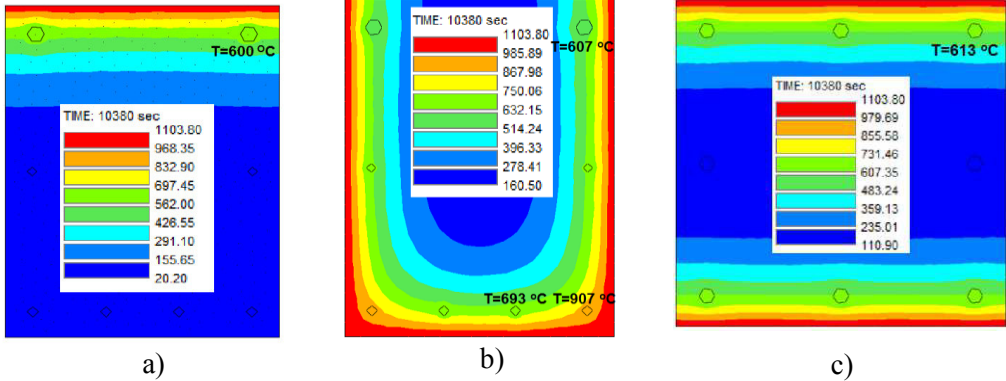 T=600 °C
TIME: 10380 sec
1103.80
968.35
832.90
697.45
562.00
426.55
291.10
155.65
20.20
a)
TIME: 10380 sec
1103.80
985.89
867.98
750.06
632.15
514.24
396.33
278.41
160.50
T=607 °C
T=693 °C T=907 °C
b)
T=613 °C
TIME: 10380 sec
1103.80
979.69
855.58
731.46
607.35
483.24
359.13
235.01
110.90
c)